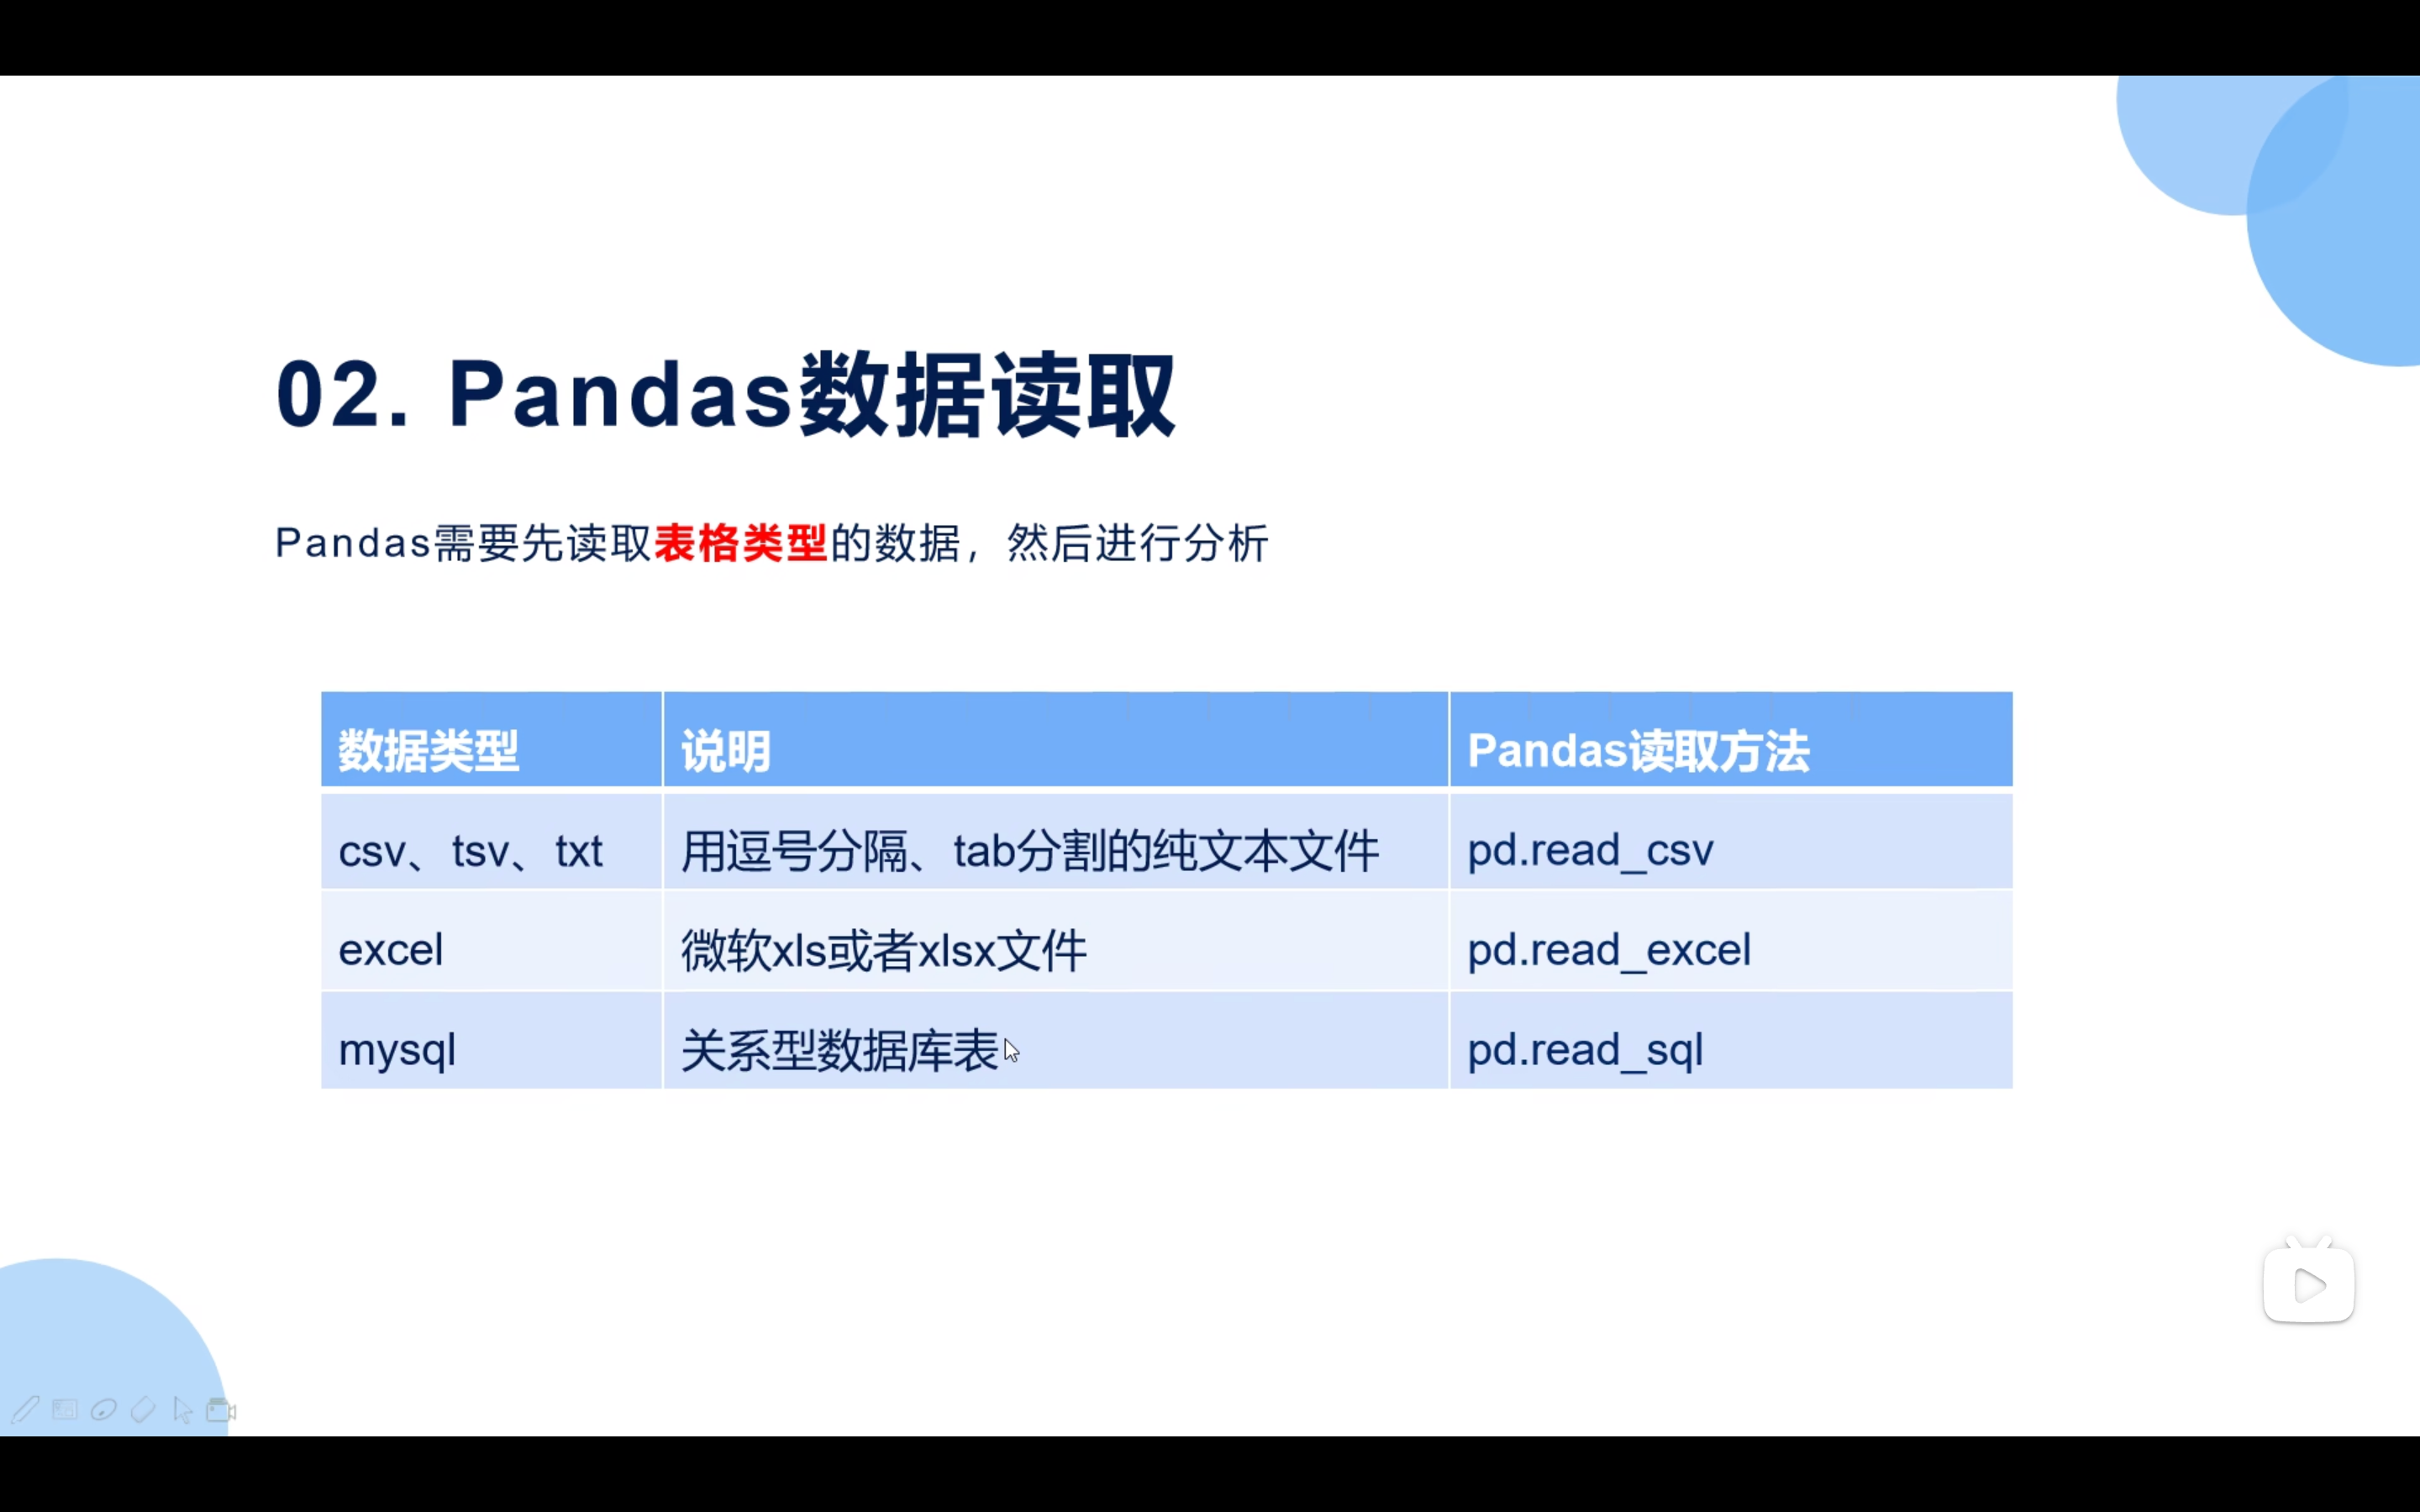 02. Pandas数据读取
Pandas需要先读取表格类型的数据，然后进行分析
数据类型 说明 Pandas读取方法
csv、tsv、txt 用逗号分隔、tab分割的纯文本文件 pd.read_csv
excel 微软xls或者xlsx文件 pd.read_excel
mysql 关系型数据库表 pd.read_sql